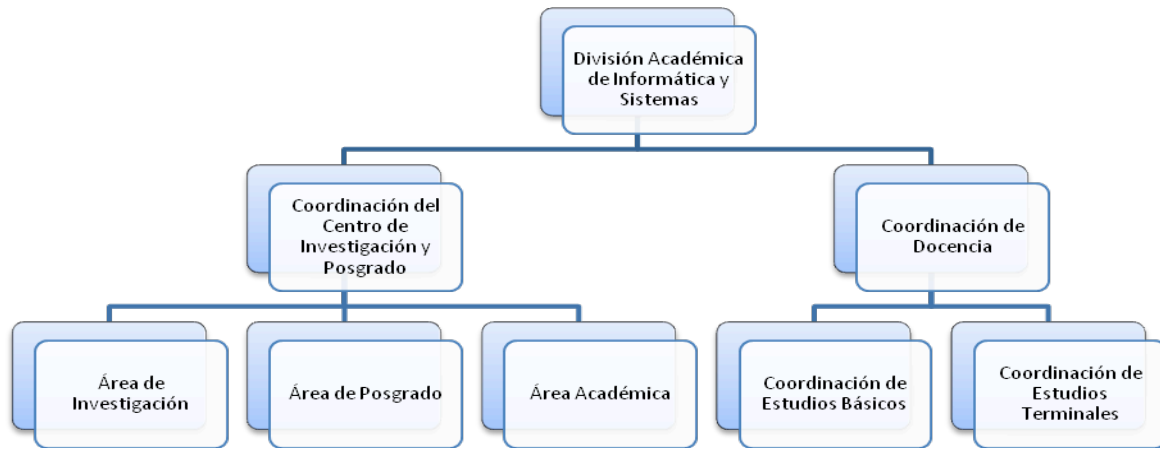 División Académica
de Informática y
Sistemas
Coordinación del
Centro de
Investigación y
Posgrado
Coordinación de
Docencia
Área de
Investigación
Área de Posgrado
Área Académica
Coordinación de
Estudios Básicos
Coordinación de
Estudios
Terminales